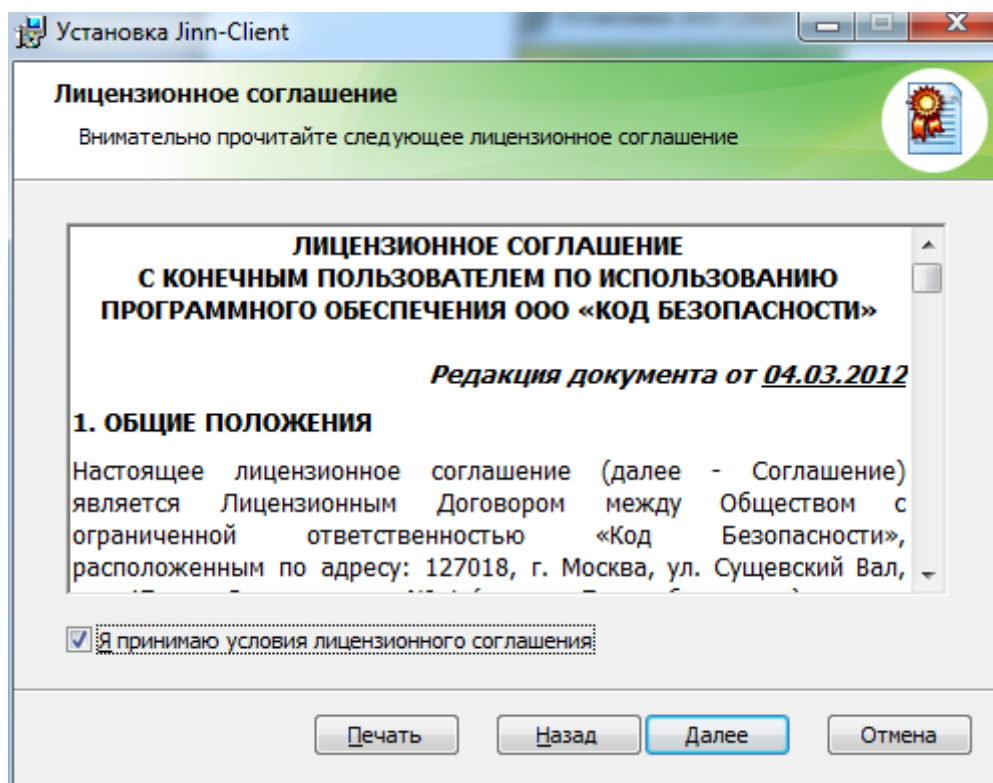 Установка Jinn-Client
Лицензионное соглашение
Внимательно прочитайте следующее лицензионное соглашение
ЛИЦЕНЗИОННОЕ СОГЛАШЕНИЕ
С КОНЕЧНЫМ ПОЛЬЗОВАТЕЛЕМ ПО ИСПОЛЬЗОВАНИЮ
ПРОГРАММНОГО ОБЕСПЕЧЕНИЯ ООО «КОД БЕЗОПАСНОСТИ»
Редакция документа от 04.03.2012
1. ОБЩИЕ ПОЛОЖЕНИЯ
Настоящее лицензионное соглашение (далее - Соглашение)
является Лицензионным Договором между Обществом с
ограниченной ответственностью «Код Безопасности»,
расположенным по адресу: 127018, г. Москва, ул. Сущевский Вал,
Я принимаю условия лицензионного соглашения
Печать Назад Далее Отмена